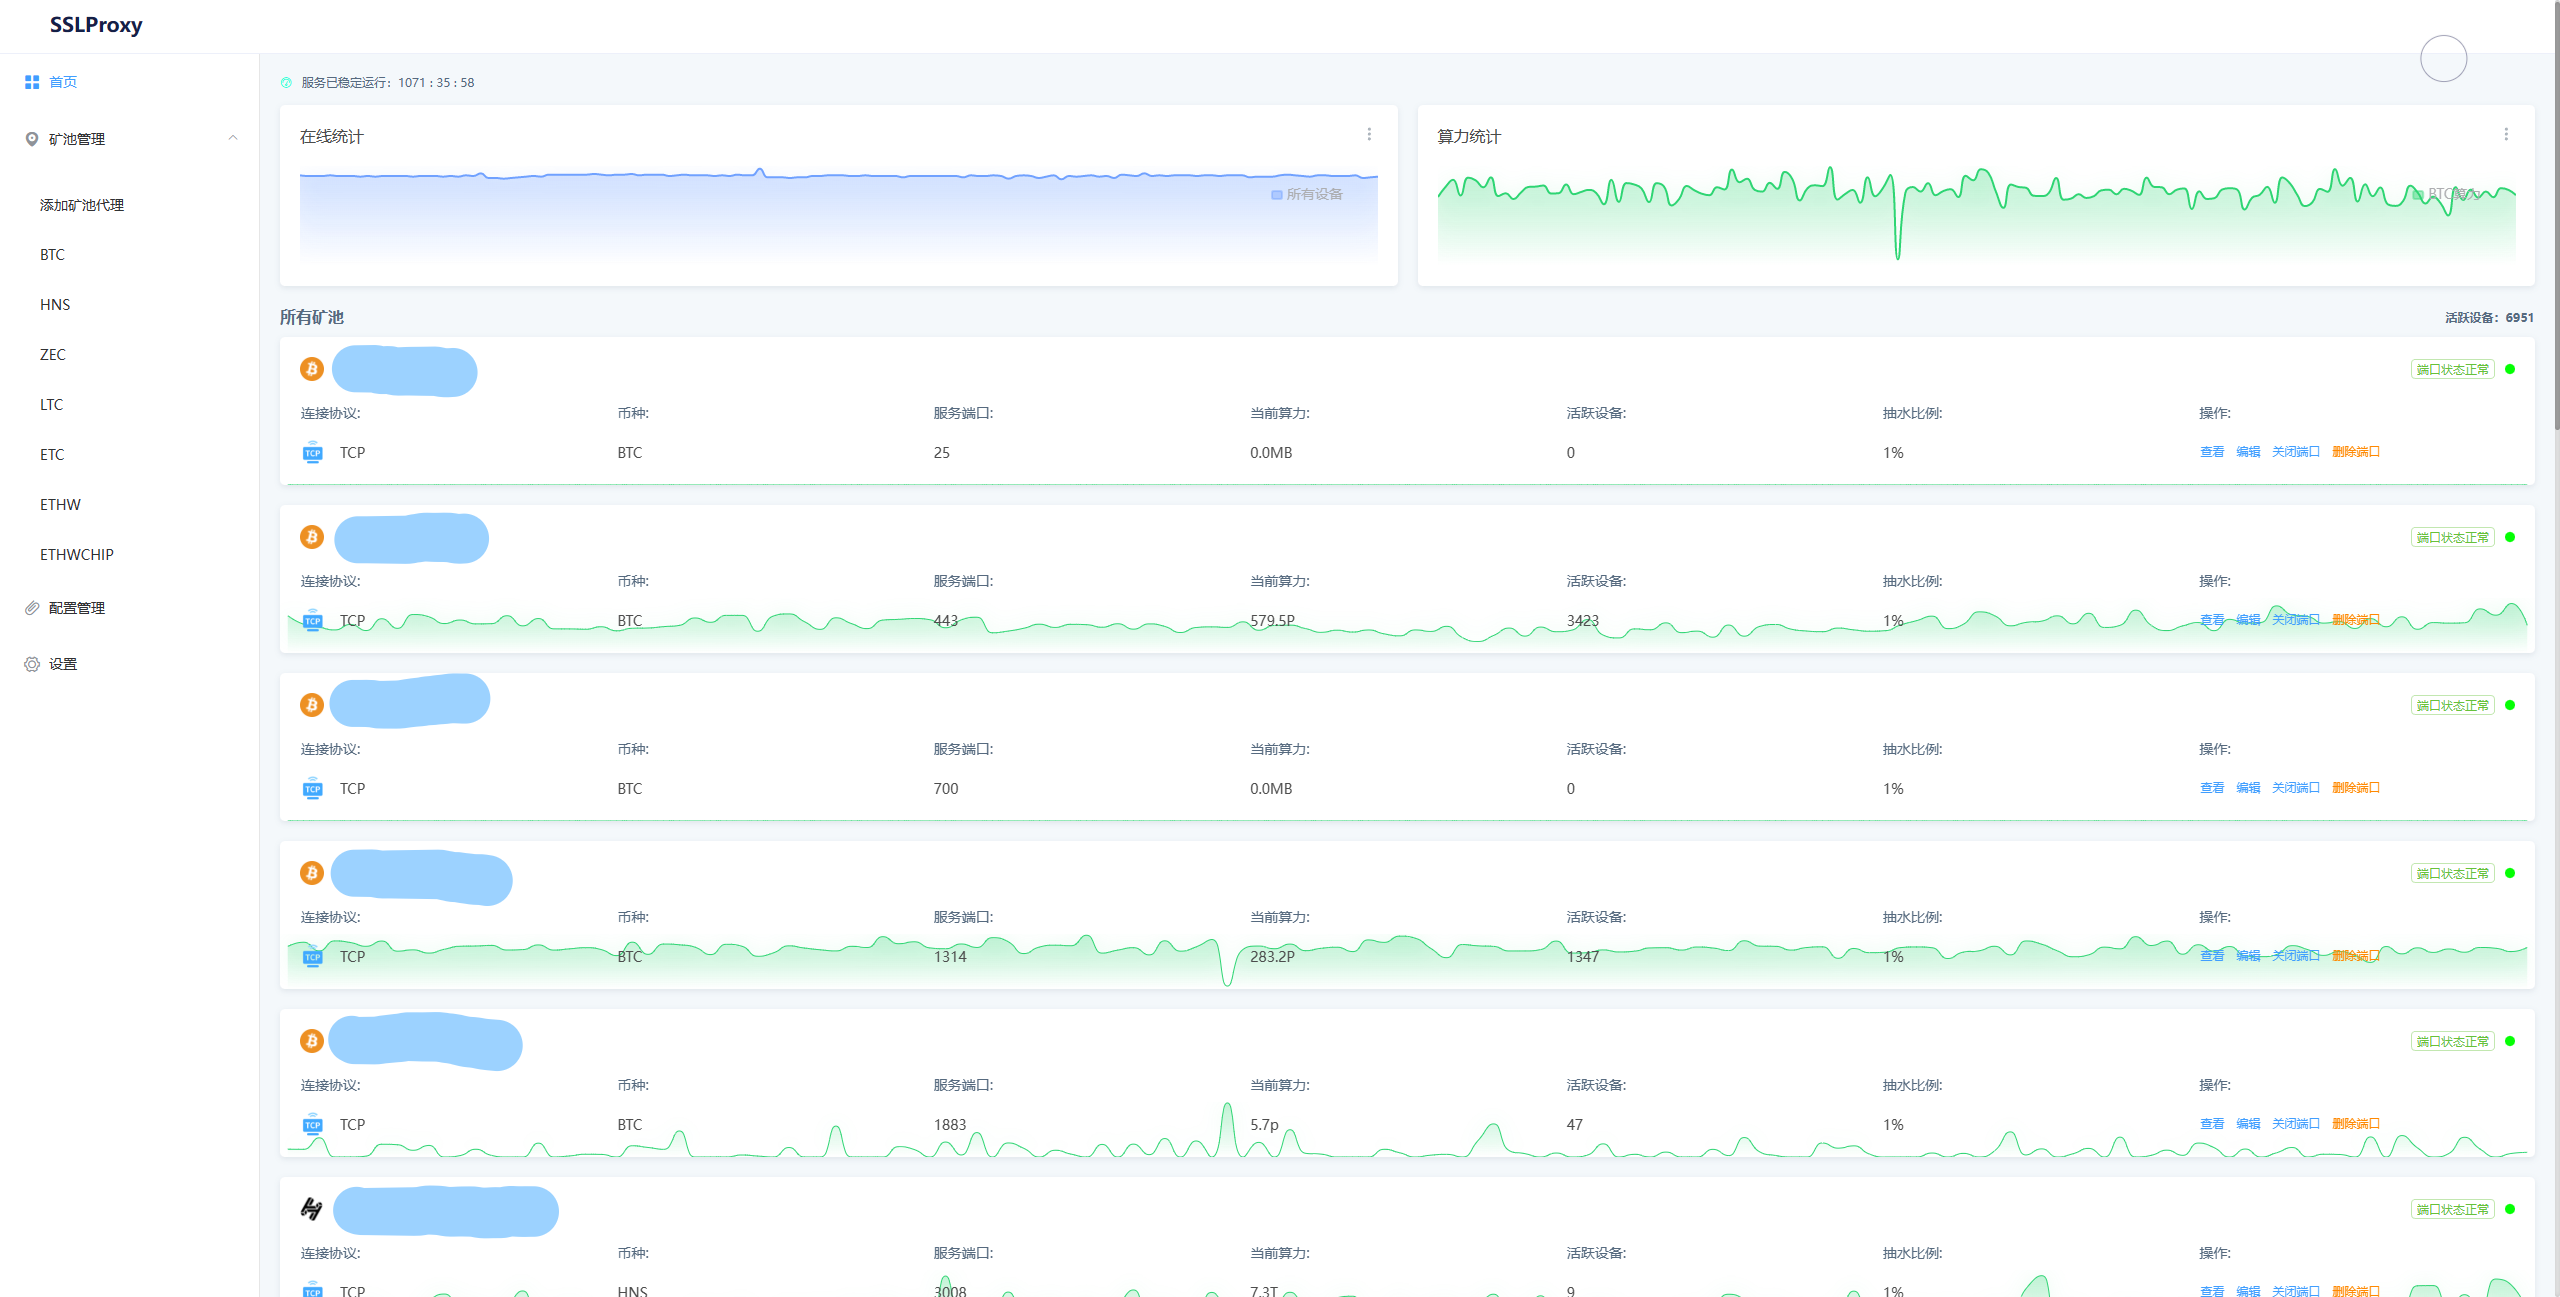 SSLProxy
首页
矿池管理
添加矿池代理
BTC
HNS
ZEC
LTC
ETC
ETHW
ETHWCHIP
配置管理
设置
服务已稳定运行：1071 : 35 : 58
在线统计
所有设备
算力统计
BTC算力
所有矿池
活跃设备：6951
端口状态正常
连接协议: 币种: 服务端口: 当前算力: 活跃设备: 抽水比例: 操作:
TCP TCP BTC 25 0.0MB 0 1% 查看 编辑 关闭端口 删除端口
端口状态正常
连接协议: 币种: 服务端口: 当前算力: 活跃设备: 抽水比例: 操作:
TCP TCP BTC 443 579.5P 3423 1% 查看 编辑 关闭端口 删除端口
端口状态正常
连接协议: 币种: 服务端口: 当前算力: 活跃设备: 抽水比例: 操作:
TCP TCP BTC 700 0.0MB 0 1% 查看 编辑 关闭端口 删除端口
端口状态正常
连接协议: 币种: 服务端口: 当前算力: 活跃设备: 抽水比例: 操作:
TCP TCP BTC 1314 283.2P 1347 1% 查看 编辑 关闭端口 删除端口
端口状态正常
连接协议: 币种: 服务端口: 当前算力: 活跃设备: 抽水比例: 操作:
TCP TCP BTC 1883 5.7p 47 1% 查看 编辑 关闭端口 删除端口
端口状态正常
连接协议: 币种: 服务端口: 当前算力: 活跃设备: 抽水比例: 操作:
TCP TCP HNS 3008 7.3T 9 1% 查看 编辑 关闭端口 删除端口